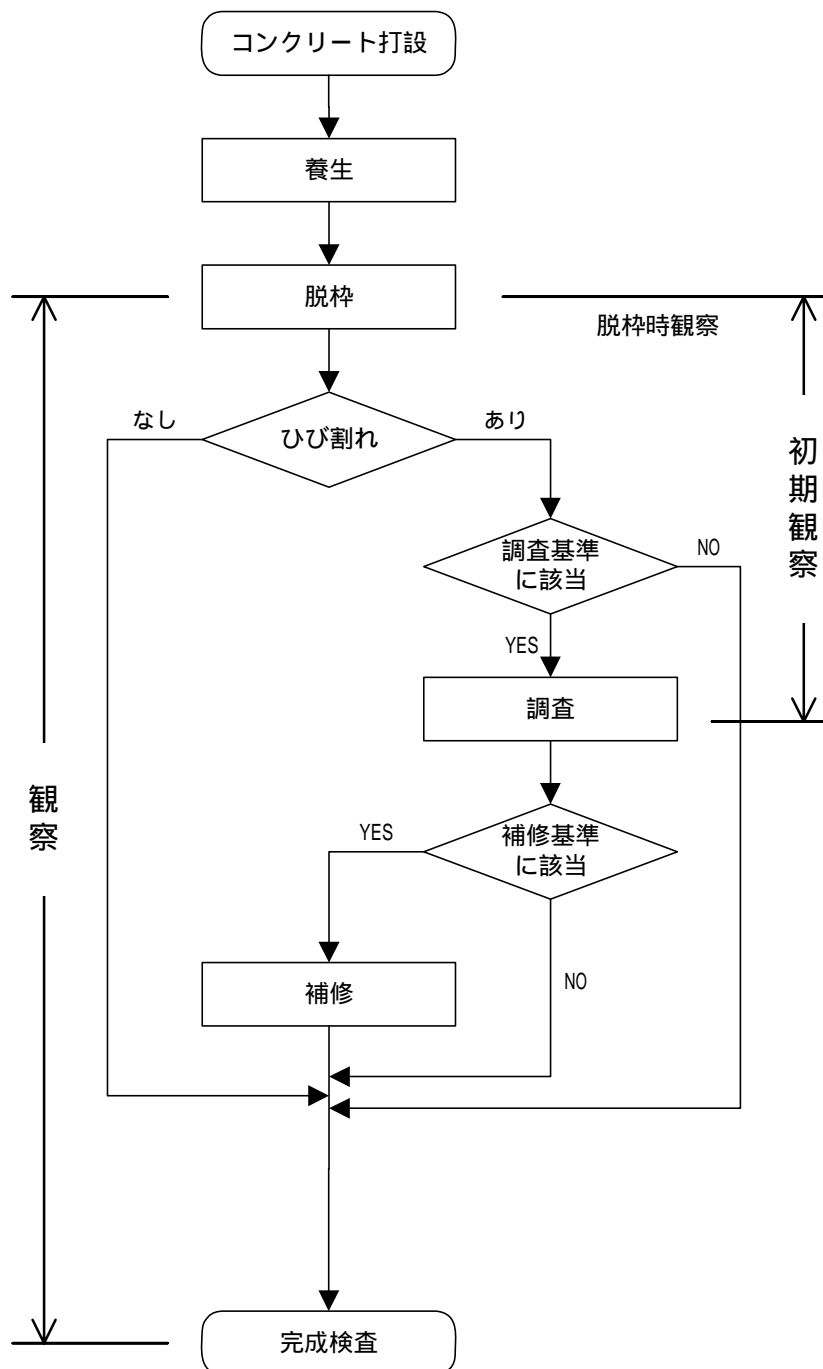 コンクリート打設
養生
脱枠
脱枠時観察
なし
ひび割れ
あり
初期観察
調査基準
に該当
NO
YES
調査
観察
YES
補修基準
に該当
補修
NO
完成検査